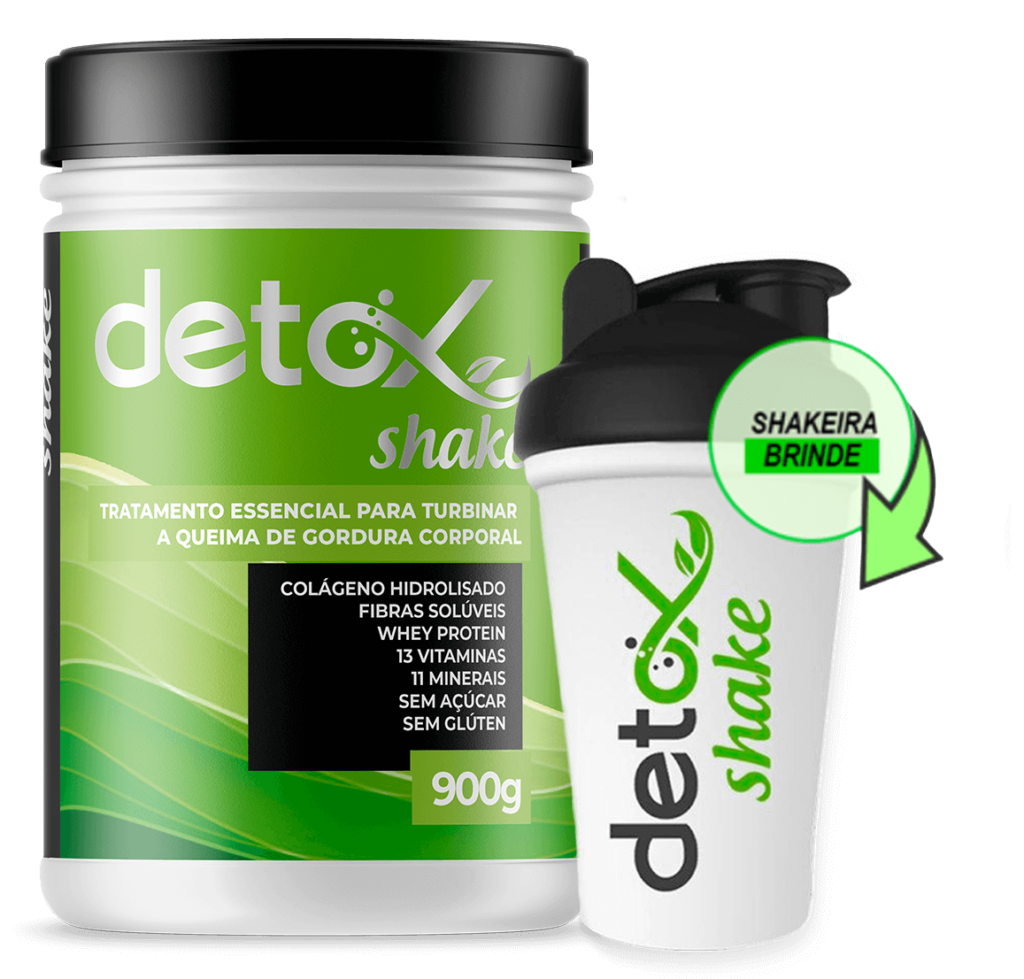 shake
detox
shake
TRATAMENTO ESSENCIAL PARA TURBINAR
A QUEIMA DE GORDURA CORPORAL
COLÁGENO HIDROLISADO
FIBRAS SOLÚVEIS
WHEY PROTEIN
13 VITAMINAS
11 MINERAIS
SEM AÇÚCAR
SEM GLÚTEN
900g
SHAKEIRA
BRINDE
detox
shake